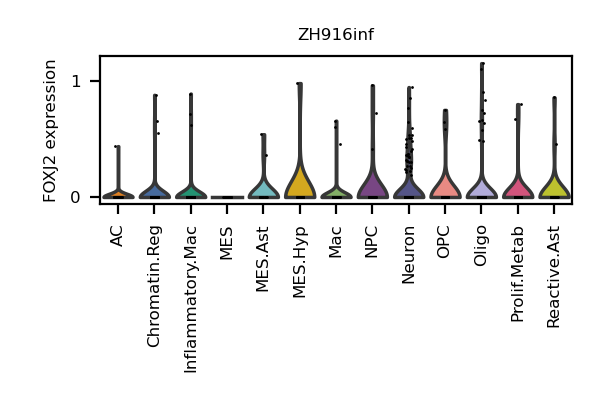 ZH916inf
FOXJ2 expression
1
0
AC
Chromatin.Reg
Inflammatory.Mac
MES
MES.Ast
MES.Hyp
Mac
NPC
Neuron
OPC
Oligo
Prolif.Metab
Reactive.Ast